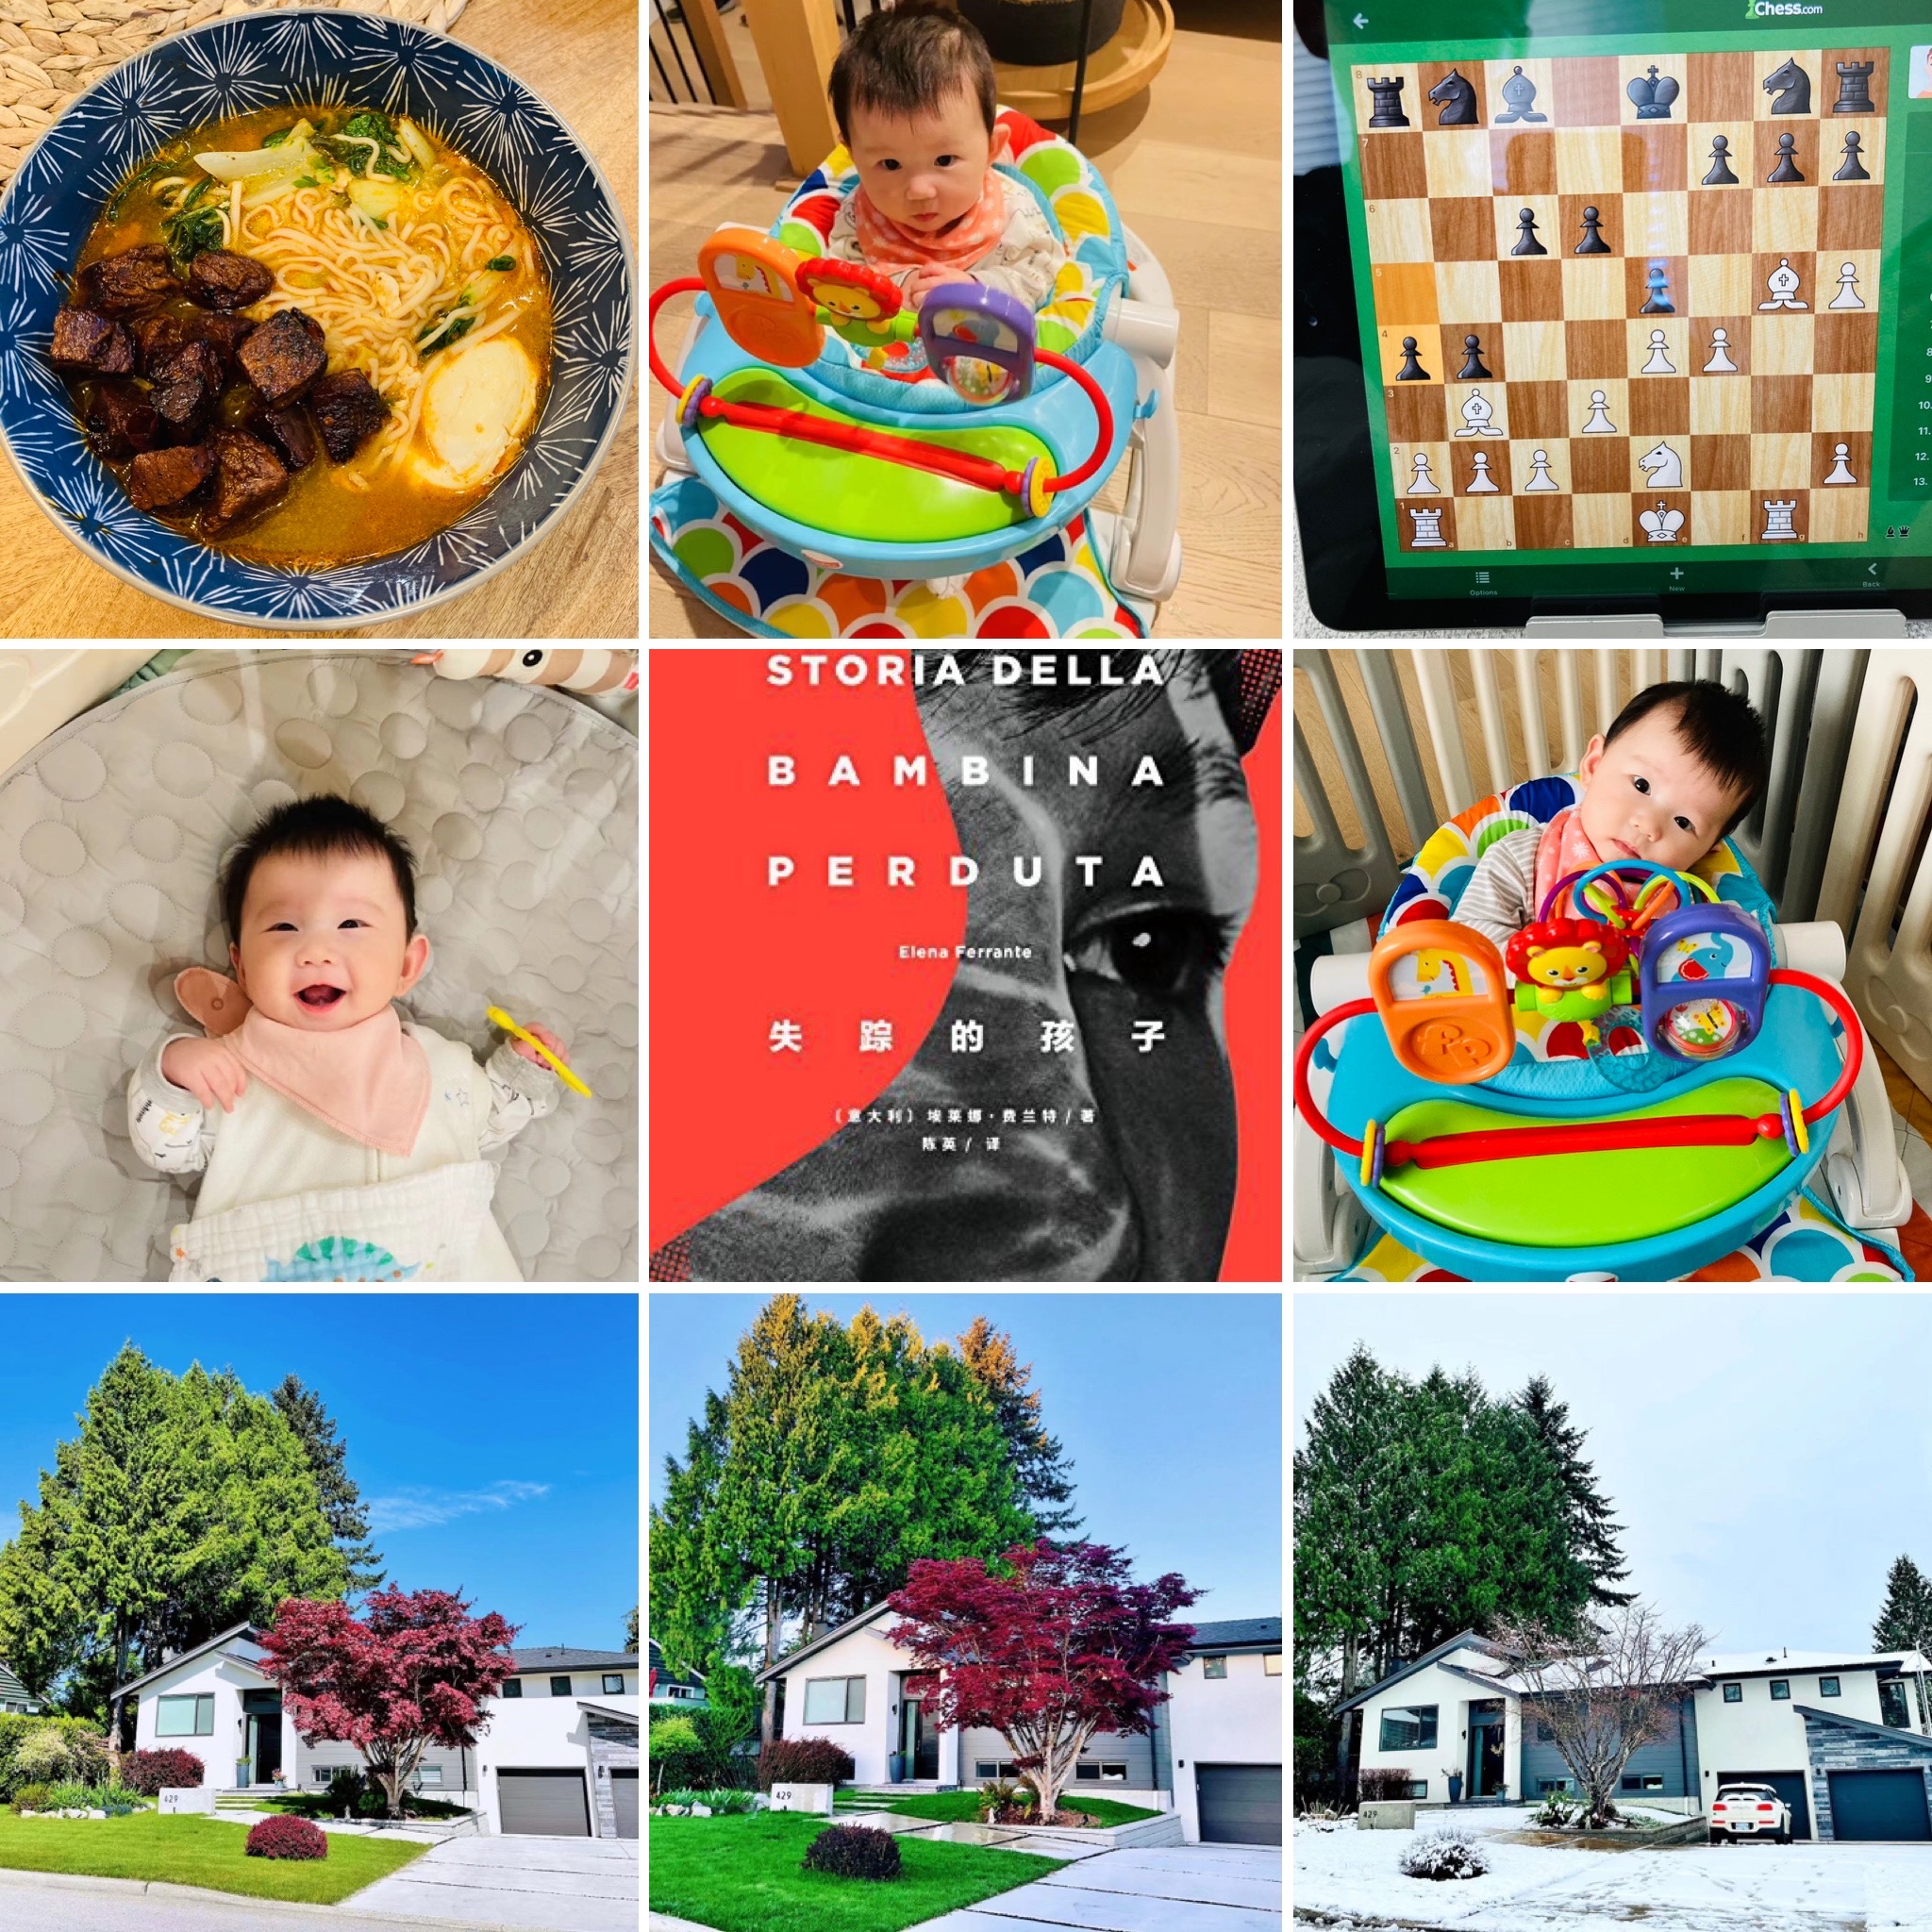 Chess.com
8
7
6
5
4
3
2
1
a
b
c
d
e
f
g
h
8
9.
10.
11.
12.
13.
Options
New
Back
STORIA DELLA
BAMBINA
PERDUTA
Elena Ferrante
失踪的孩子
〔意大利〕埃莱娜·费兰特/著
陈英/ 译
429
429
429